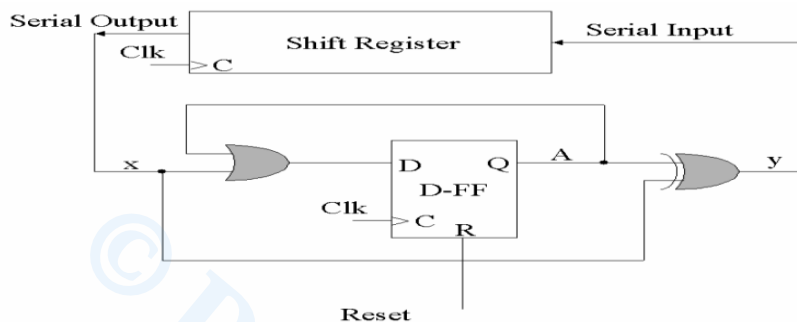 Serial Output
Shift Register
Serial Input
Clk
C
x
D
Q
A
y
D-FF
Clk
C
R
Reset
©